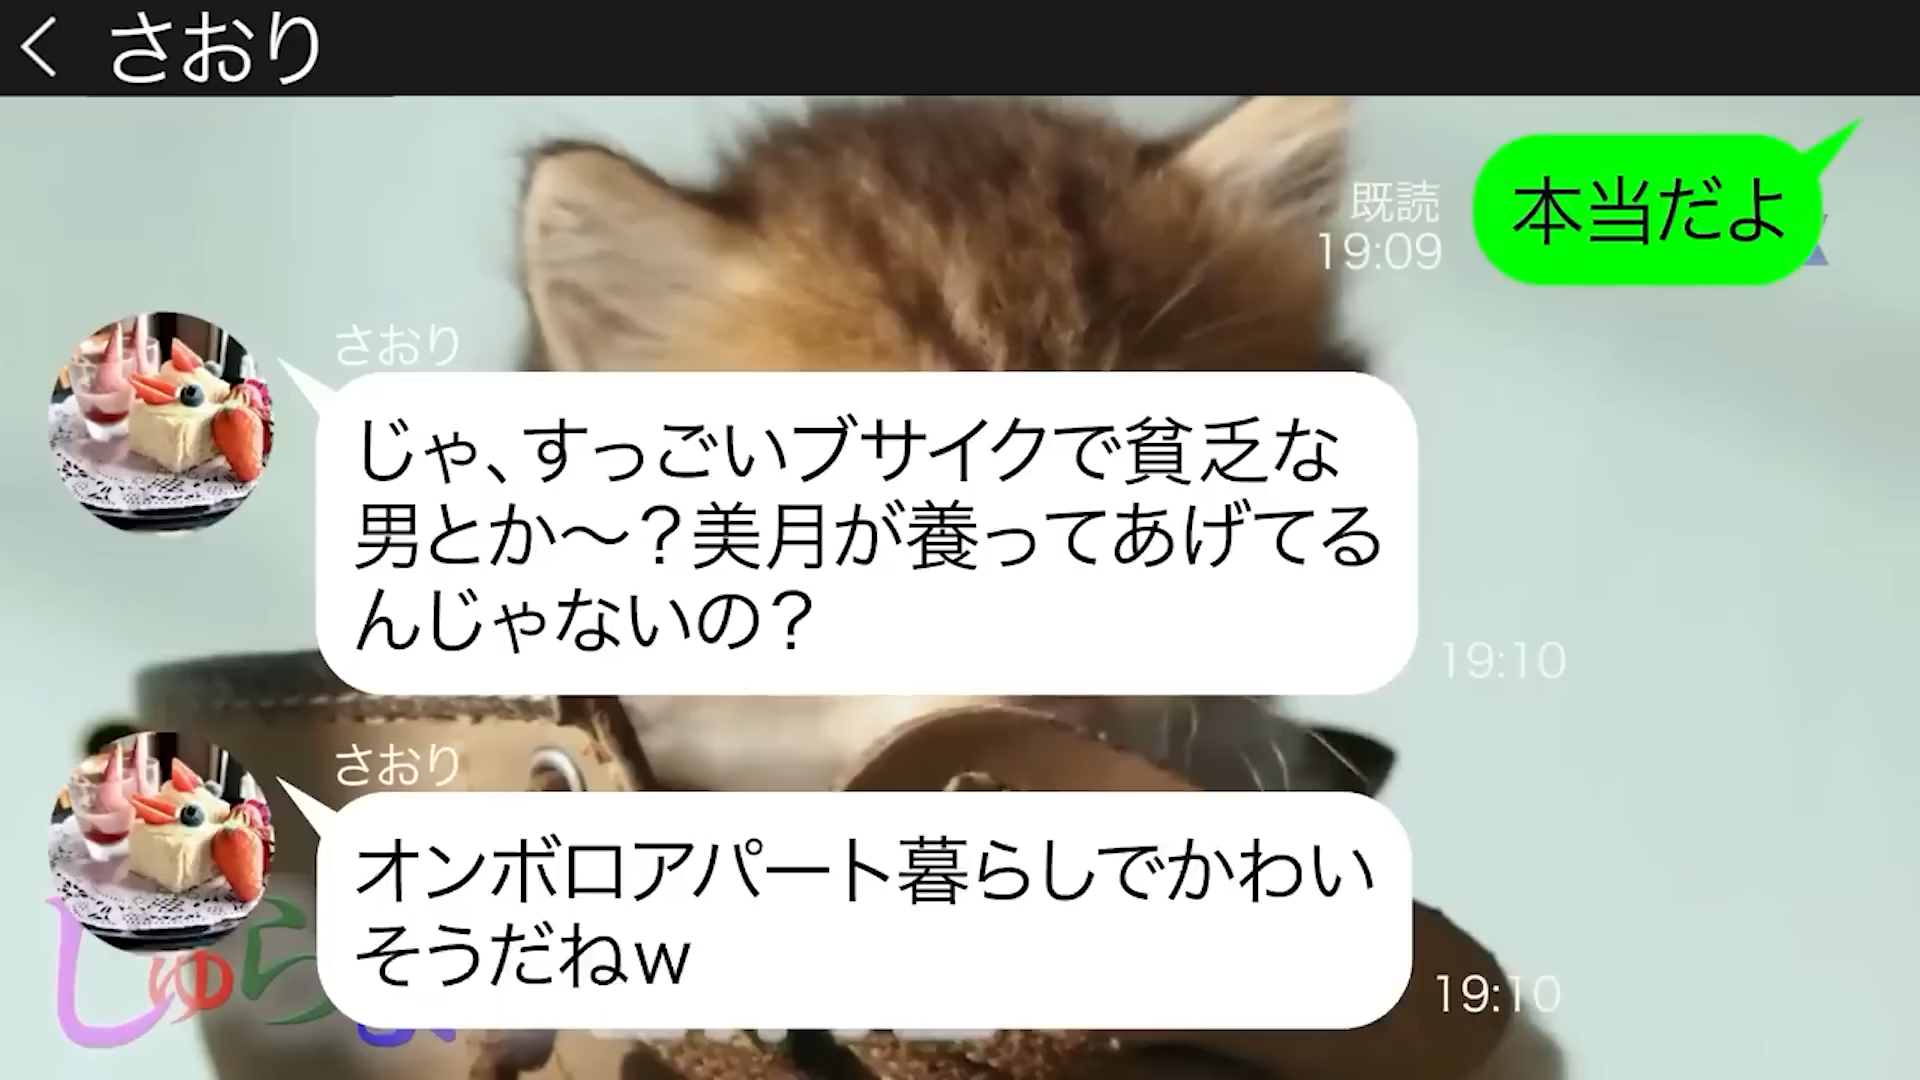 さおり
本当だよ
既読
19:09
さおり
じゃ、すっごいブサイクで貧乏な
男とか〜？美月が養ってあげてる
んじゃないの？
19:10
さおり
オンボロアパート暮らしでかわい
そうだねw
19:10
しゅら